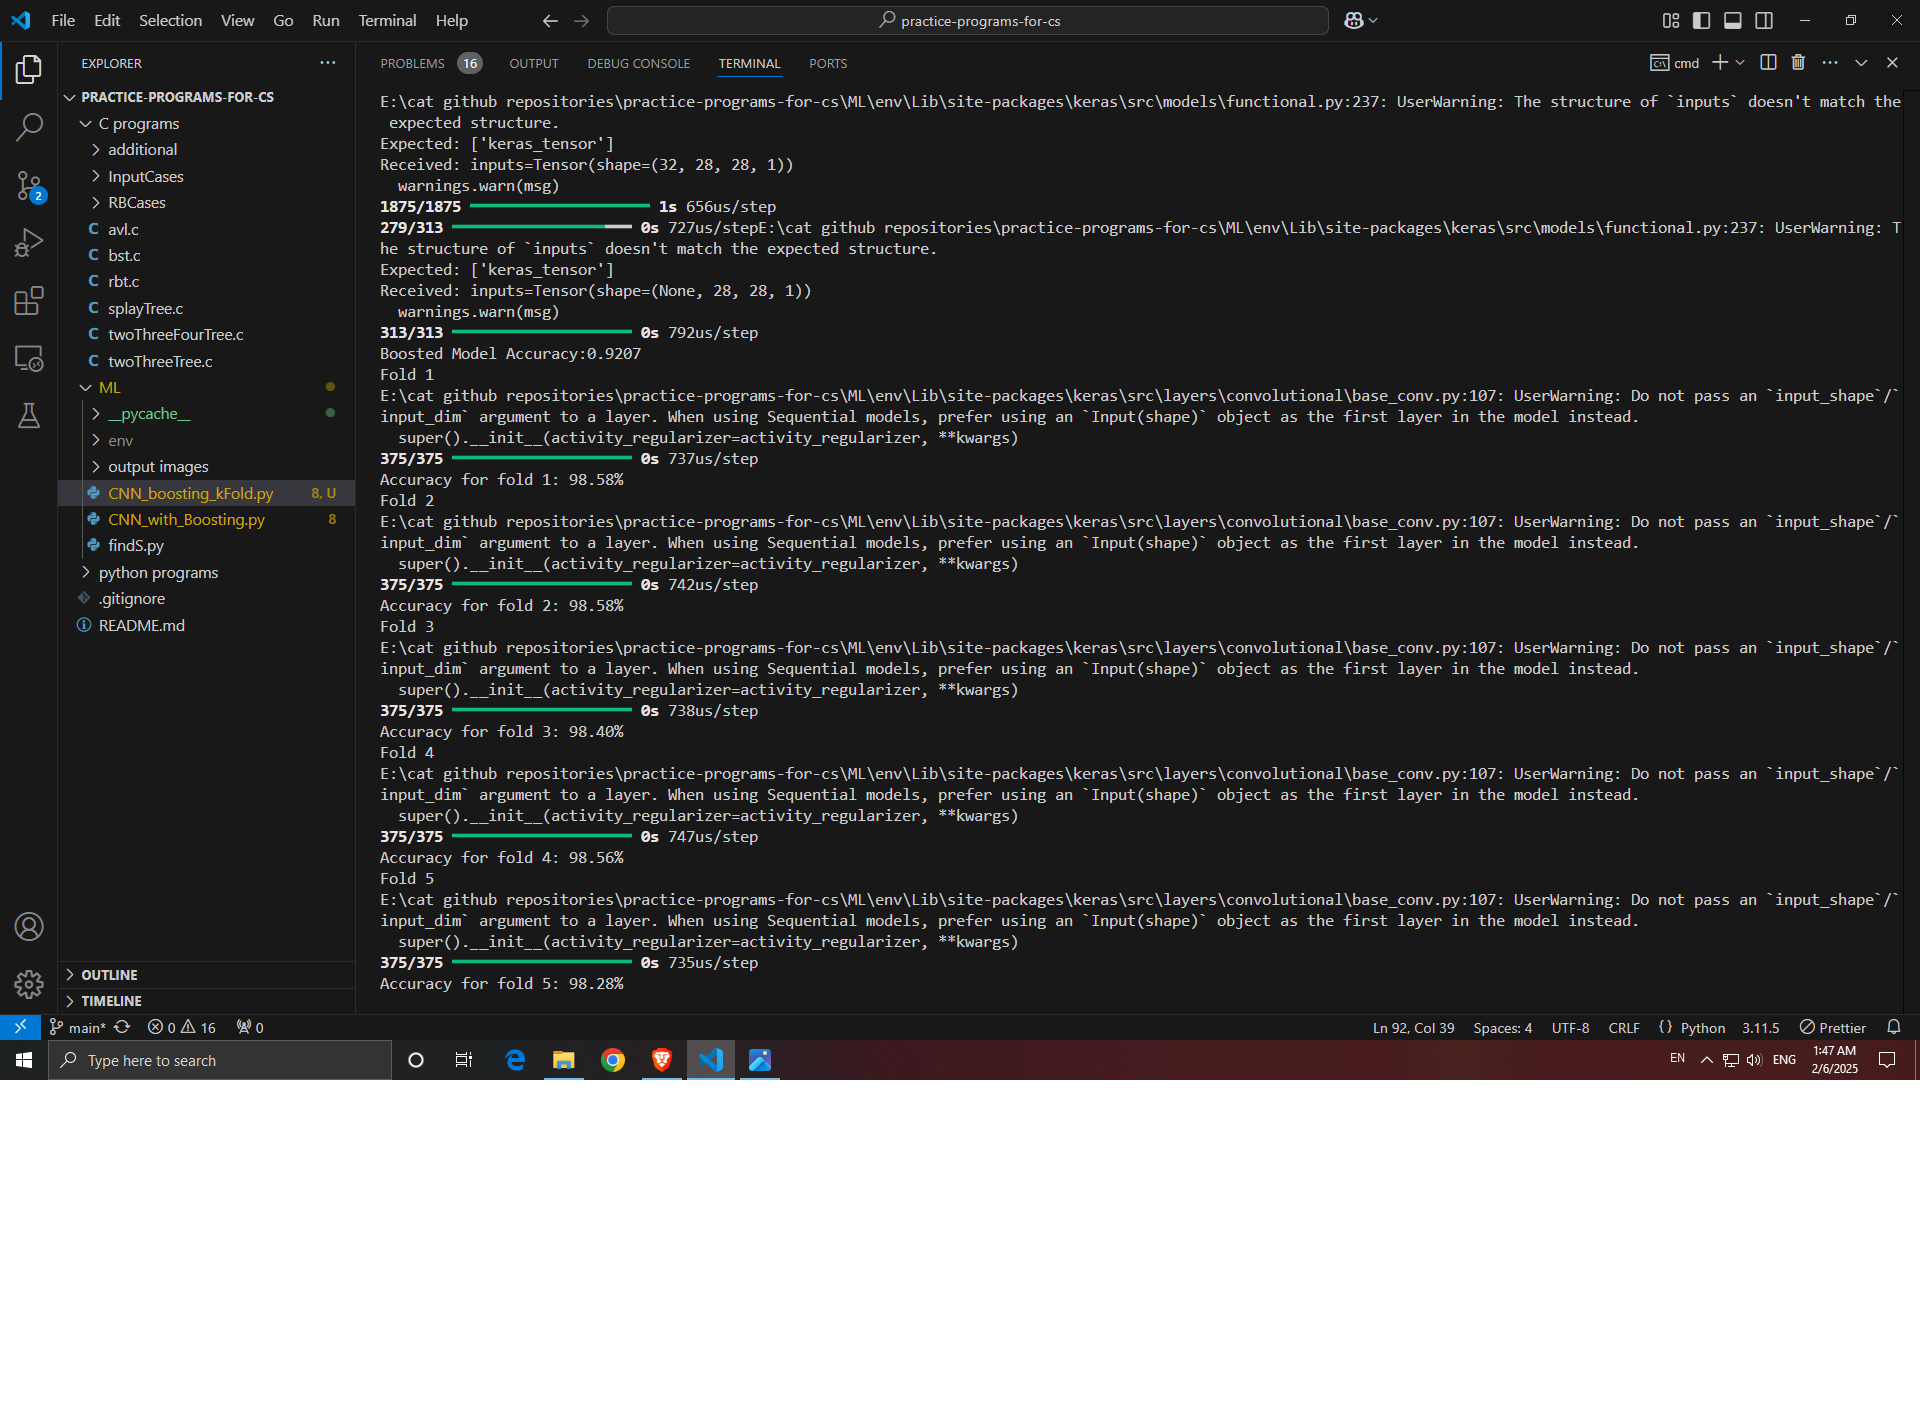 File Edit Selection View Go Run Terminal Help
practice-programs-for-cs
EXPLORER
PRACTICE-PROGRAMS-FOR-CS
C programs
additional
InputCases
RBCases
C avl.c
C bst.c
C rbt.c
C splayTree.c
C twoThreeFourTree.c
C twoThreeTree.c
ML
__pycache__
env
output images
CNN_boosting_kFold.py 8, U
CNN_with_Boosting.py 8
findS.py
python programs
.gitignore
README.md
OUTLINE
TIMELINE
2
PROBLEMS 16 OUTPUT DEBUG CONSOLE TERMINAL PORTS
cmd
E:\cat github repositories\practice-programs-for-cs\ML\env\Lib\site-packages\keras\src\models\functional.py:237: UserWarning: The structure of `inputs` doesn't match the
expected structure.
Expected: ['keras_tensor']
Received: inputs=Tensor(shape=(32, 28, 28, 1))
warnings.warn(msg)
1875/1875 1s 656us/step
279/313 0s 727us/stepE:\cat github repositories\practice-programs-for-cs\ML\env\Lib\site-packages\keras\src\models\functional.py:237: UserWarning: T
he structure of `inputs` doesn't match the expected structure.
Expected: ['keras_tensor']
Received: inputs=Tensor(shape=(None, 28, 28, 1))
warnings.warn(msg)
313/313 0s 792us/step
Boosted Model Accuracy:0.9207
Fold 1
E:\cat github repositories\practice-programs-for-cs\ML\env\Lib\site-packages\keras\src\layers\convolutional\base_conv.py:107: UserWarning: Do not pass an `input_shape`/`
input_dim` argument to a layer. When using Sequential models, prefer using an `Input(shape)` object as the first layer in the model instead.
super().__init__(activity_regularizer=activity_regularizer, **kwargs)
375/375 0s 737us/step
Accuracy for fold 1: 98.58%
Fold 2
E:\cat github repositories\practice-programs-for-cs\ML\env\Lib\site-packages\keras\src\layers\convolutional\base_conv.py:107: UserWarning: Do not pass an `input_shape`/`
input_dim` argument to a layer. When using Sequential models, prefer using an `Input(shape)` object as the first layer in the model instead.
super().__init__(activity_regularizer=activity_regularizer, **kwargs)
375/375 0s 742us/step
Accuracy for fold 2: 98.58%
Fold 3
E:\cat github repositories\practice-programs-for-cs\ML\env\Lib\site-packages\keras\src\layers\convolutional\base_conv.py:107: UserWarning: Do not pass an `input_shape`/`
input_dim` argument to a layer. When using Sequential models, prefer using an `Input(shape)` object as the first layer in the model instead.
super().__init__(activity_regularizer=activity_regularizer, **kwargs)
375/375 0s 738us/step
Accuracy for fold 3: 98.40%
Fold 4
E:\cat github repositories\practice-programs-for-cs\ML\env\Lib\site-packages\keras\src\layers\convolutional\base_conv.py:107: UserWarning: Do not pass an `input_shape`/`
input_dim` argument to a layer. When using Sequential models, prefer using an `Input(shape)` object as the first layer in the model instead.
super().__init__(activity_regularizer=activity_regularizer, **kwargs)
375/375 0s 747us/step
Accuracy for fold 4: 98.56%
Fold 5
E:\cat github repositories\practice-programs-for-cs\ML\env\Lib\site-packages\keras\src\layers\convolutional\base_conv.py:107: UserWarning: Do not pass an `input_shape`/`
input_dim` argument to a layer. When using Sequential models, prefer using an `Input(shape)` object as the first layer in the model instead.
super().__init__(activity_regularizer=activity_regularizer, **kwargs)
375/375 0s 735us/step
Accuracy for fold 5: 98.28%
main* 0 16 0 Ln 92, Col 39 Spaces: 4 UTF-8 CRLF {} Python 3.11.5 Prettier
Type here to search
EN ENG 1:47 AM
2/6/2025